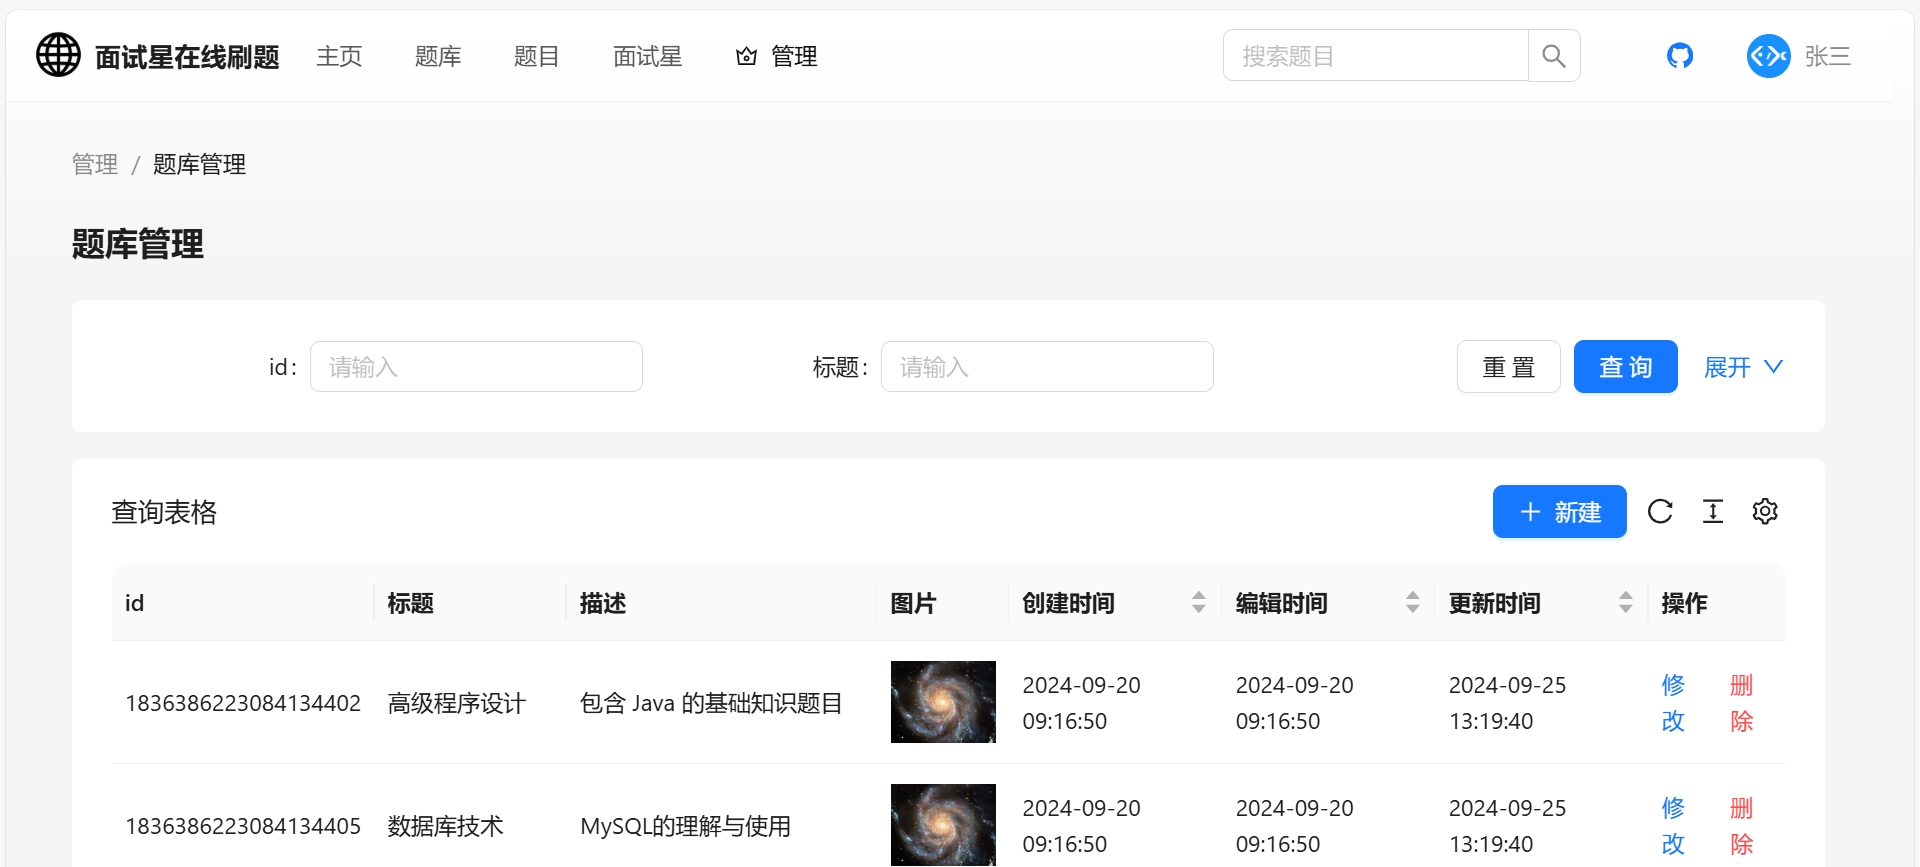 面试星在线刷题 主页 题库 题目 面试星 管理 搜索题目 张三
管理 / 题库管理
题库管理
id: 请输入 标题: 请输入 重置 查询 展开
查询表格 新建
id 标题 描述 图片 创建时间 编辑时间 更新时间 操作
1836386223084134402 高级程序设计 包含 Java 的基础知识题目 2024-09-20 09:16:50 2024-09-20 09:16:50 2024-09-25 13:19:40 修改 删除
1836386223084134405 数据库技术 MySQL的理解与使用 2024-09-20 09:16:50 2024-09-20 09:16:50 2024-09-25 13:19:40 修改 删除